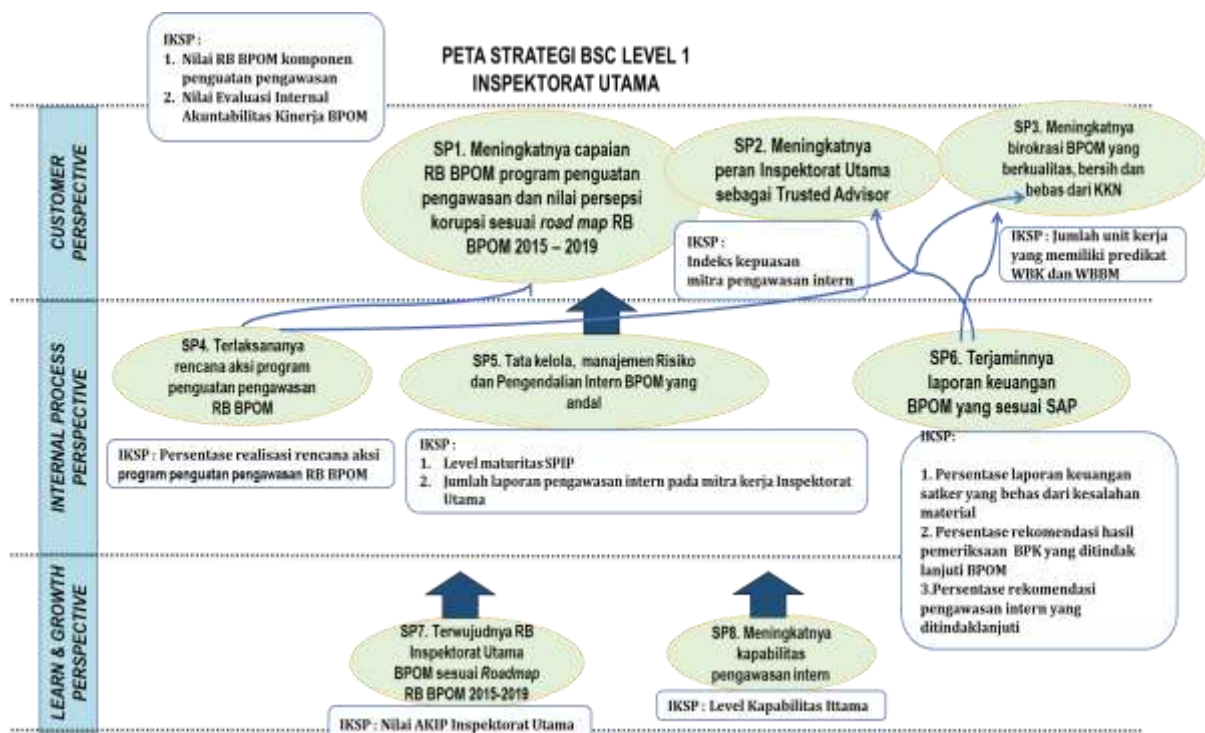 IKSP :
1. Nilai RB BPOM komponen
penguatan pengawasan
2. Nilai Evaluasi Internal
Akuntabilitas Kinerja BPOM
PETA STRATEGI BSC LEVEL 1
INSPEKTORAT UTAMA
CUSTOMER
PERSPECTIVE
SP1. Meningkatnya capaian
RB BPOM program penguatan
pengawasan dan nilai persepsi
korupsi sesuai road map RB
BPOM 2015 – 2019
SP2. Meningkatnya
peran Inspektorat Utama
sebagai Trusted Advisor
SP3. Meningkatnya
birokrasi BPOM yang
berkualitas, bersih dan
bebas dari KKN
IKSP :
Indeks kepuasan
mitra pengawasan intern
IKSP : Jumlah unit kerja
yang memiliki predikat
WBK dan WBBM
INTERNAL PROCESS
PERSPECTIVE
SP4. Terlaksananya
rencana aksi program
penguatan pengawasan
RB BPOM
SP5. Tata kelola, manajemen Risiko
dan Pengendalian Intern BPOM yang
andal
SP6. Terjaminnya
laporan keuangan
BPOM yang sesuai SAP
IKSP : Persentase realisasi rencana aksi
program penguatan pengawasan RB BPOM
IKSP :
1. Level maturitas SPIP
2. Jumlah laporan pengawasan intern pada mitra kerja Inspektorat
Utama
IKSP:
1. Persentase laporan keuangan
satker yang behas dari kesalahan
material
2. Persentase rekomendasi hasil
pemeriksaan BPK yang ditindak
lanjuti BPOM
3.Persentase rekomendasi
pengawasan intern yang
ditindaklanjuti
LEARN & GROWTH
PERSPECTIVE
SP7. Terwujudnya RB
Inspektorat Utama
BPOM sesuai Roadmap
RB BPOM 2015-2019
SP8. Meningkatnya
kapabilitas
pengawasan intern
IKSP : Nilai AKIP Inspektorat Utama
IKSP : Level Kapabilitas Ittama